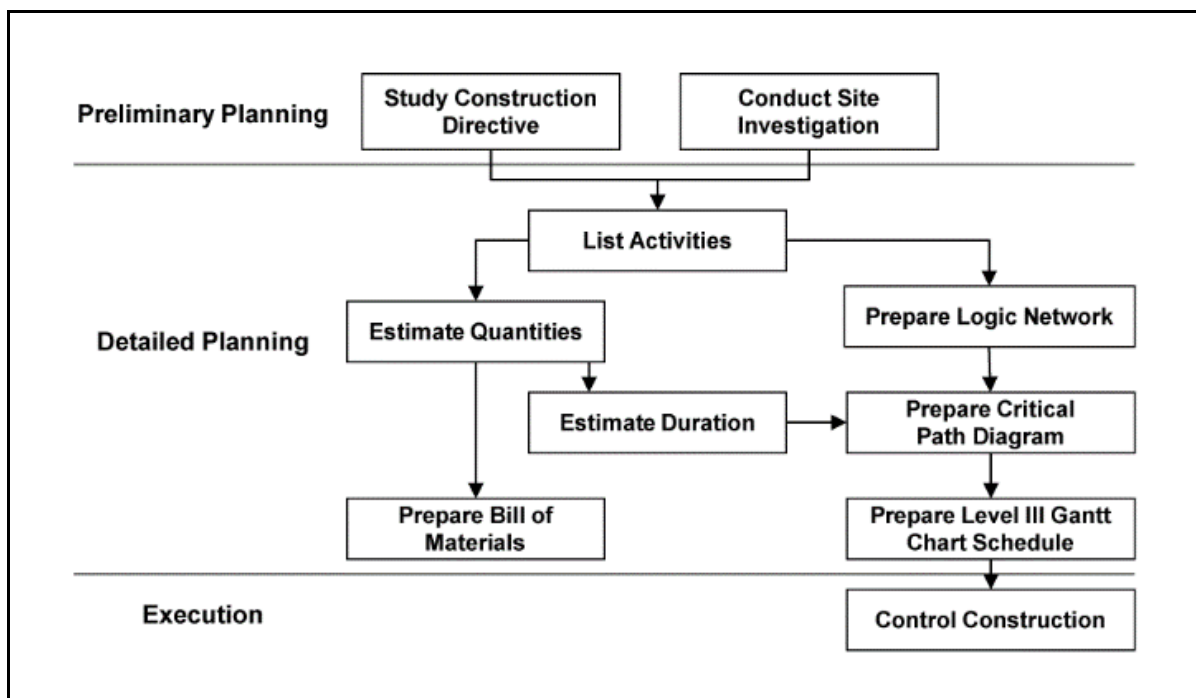 Preliminary Planning
Study Construction
Directive
Conduct Site
Investigation
List Activities
Detailed Planning
Estimate Quantities
Prepare Logic Network
Estimate Duration
Prepare Critical
Path Diagram
Prepare Bill of
Materials
Prepare Level III Gantt
Chart Schedule
Execution
Control Construction